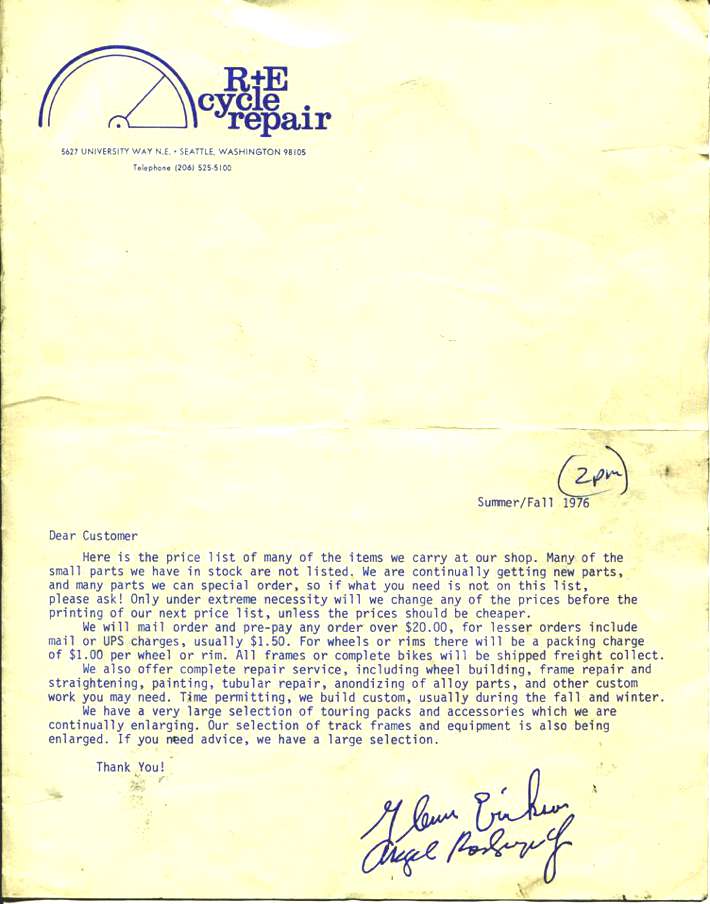 R+E
cycle
repair
5627 UNIVERSITY WAY N.E. • SEATTLE, WASHINGTON 98105
Telephone (206) 525-5100
2pm
Summer/Fall 1976
Dear Customer
Here is the price list of many of the items we carry at our shop. Many of the
small parts we have in stock are not listed. We are continually getting new parts,
and many parts we can special order, so if what you need is not on this list,
please ask! Only under extreme necessity will we change any of the prices before the
printing of our next price list, unless the prices should be cheaper.
We will mail order and pre-pay any order over $20.00, for lesser orders include
mail or UPS charges, usually $1.50. For wheels or rims there will be a packing charge
of $1.00 per wheel or rim. All frames or complete bikes will be shipped freight collect.
We also offer complete repair service, including wheel building, frame repair and
straightening, painting, tubular repair, anondizing of alloy parts, and other custom
work you may need. Time permitting, we build custom, usually during the fall and winter.
We have a very large selection of touring packs and accessories which we are
continually enlarging. Our selection of track frames and equipment is also being
enlarged. If you need advice, we have a large selection.
Thank You!
Glenn Erickson
Angel Rodriguez